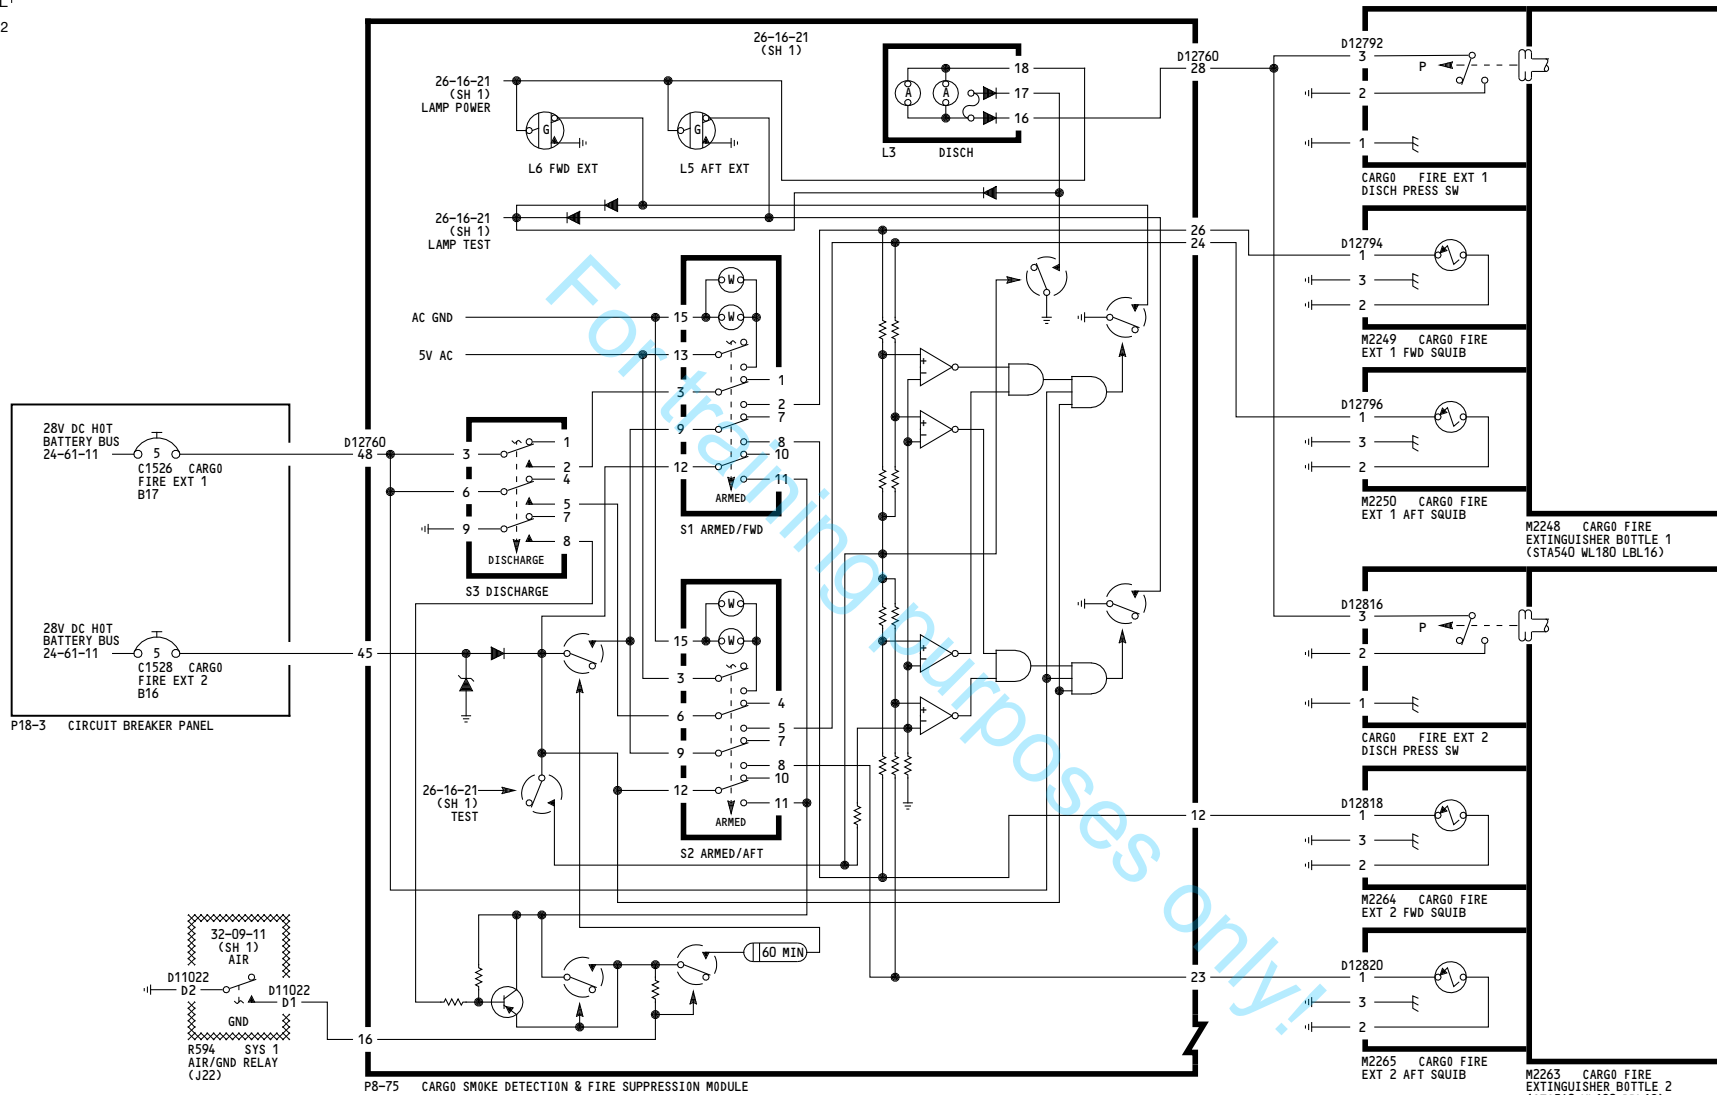 2
26-16-21
(SH 1)
LAMP POWER
L6 FWD EXT
L5 AFT EXT
G
G
26-16-21
(SH 1)
LAMP TEST
26-16-21
(SH 1)
A
A
18
17
16
L3 DISCH
D12760
28
26
24
12
23
AC GND
5V AC
W
W
15
13
3
9
12
1
2
7
8
10
11
ARMED
S1 ARMED/FWD
28V DC HOT
BATTERY BUS
24-61-11
5
C1526 CARGO
FIRE EXT 1
B17
28V DC HOT
BATTERY BUS
24-61-11
5
C1528 CARGO
FIRE EXT 2
B16
P18-3 CIRCUIT BREAKER PANEL
D12760
48
45
16
3
6
9
1
2
4
5
7
8
DISCHARGE
S3 DISCHARGE
W
W
15
3
6
9
12
4
5
7
8
10
11
ARMED
S2 ARMED/AFT
26-16-21
(SH 1)
TEST
+
-
+
-
+
-
+
-
60 MIN
32-09-11
(SH 1)
AIR
D11022
D2
D11022
D1
GND
R594 SYS 1
AIR/GND RELAY
(J22)
P8-75 CARGO SMOKE DETECTION & FIRE SUPPRESSION MODULE
D12792
3
P
2
1
CARGO FIRE EXT 1
DISCH PRESS SW
D12794
1
3
2
M2249 CARGO FIRE
EXT 1 FWD SQUIB
D12796
1
3
2
M2250 CARGO FIRE
EXT 1 AFT SQUIB
M2248 CARGO FIRE
EXTINGUISHER BOTTLE 1
(STA540 WL180 LBL16)
D12816
3
P
2
1
CARGO FIRE EXT 2
DISCH PRESS SW
D12818
1
3
2
M2264 CARGO FIRE
EXT 2 FWD SQUIB
D12820
1
3
2
M2265 CARGO FIRE
EXT 2 AFT SQUIB
M2263 CARGO FIRE
EXTINGUISHER BOTTLE 2
For training purposes only!